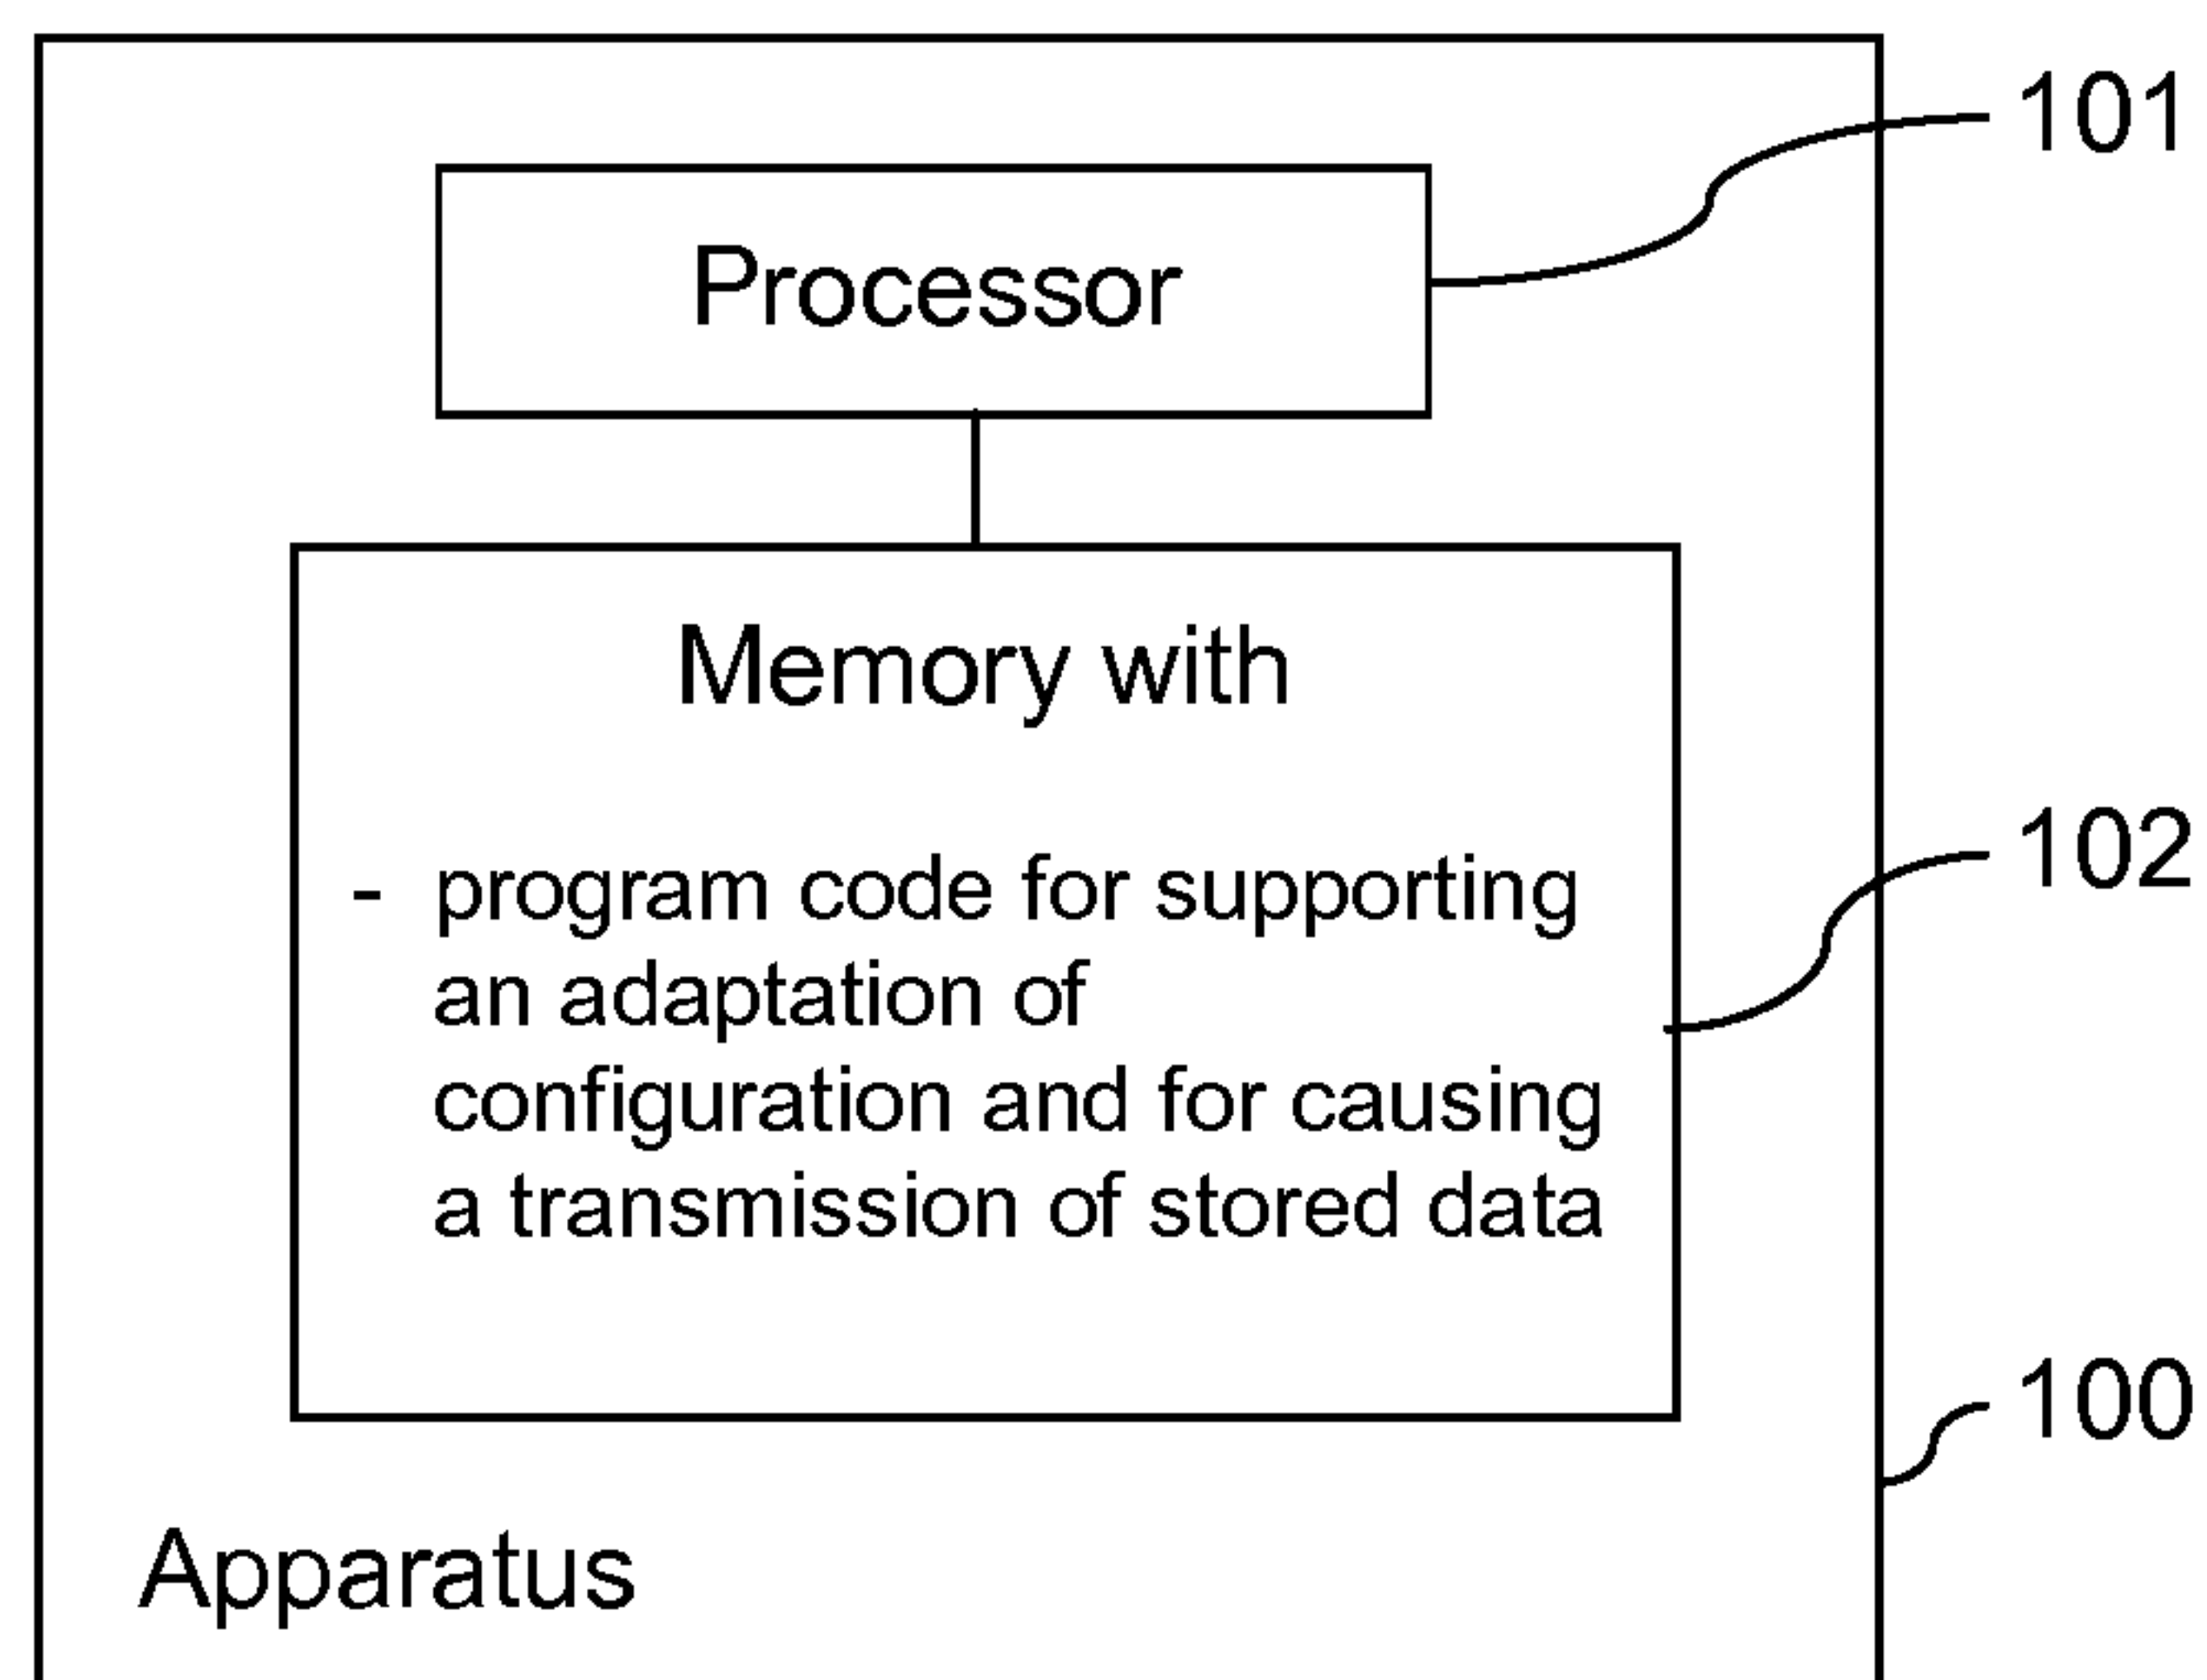 101
Processor
Memory with
- program code for supporting
an adaptation of
configuration and for causing
a transmission of stored data
102
100
Apparatus